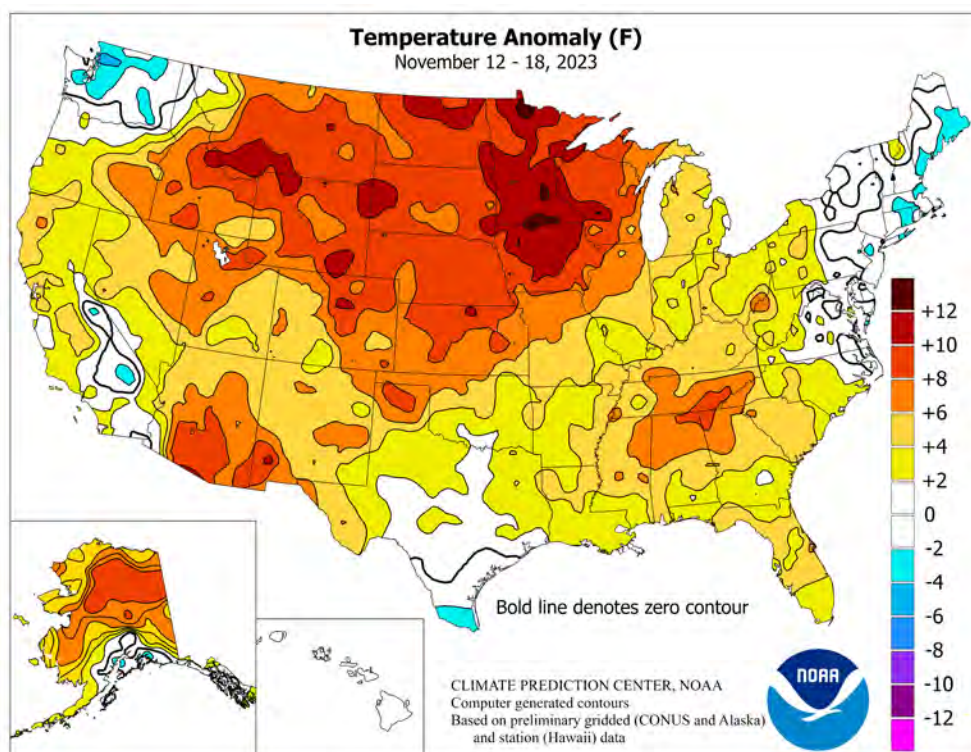 Temperature Anomaly (F)
November 12 - 18, 2023
+12
+10
+8
+6
+4
+2
0
-2
-4
-6
-8
-10
-12
Bold line denotes zero contour
CLIMATE PREDICTION CENTER, NOAA
Computer generated contours
Based on preliminary gridded (CONUS and Alaska)
and station (Hawaii) data
NOAA